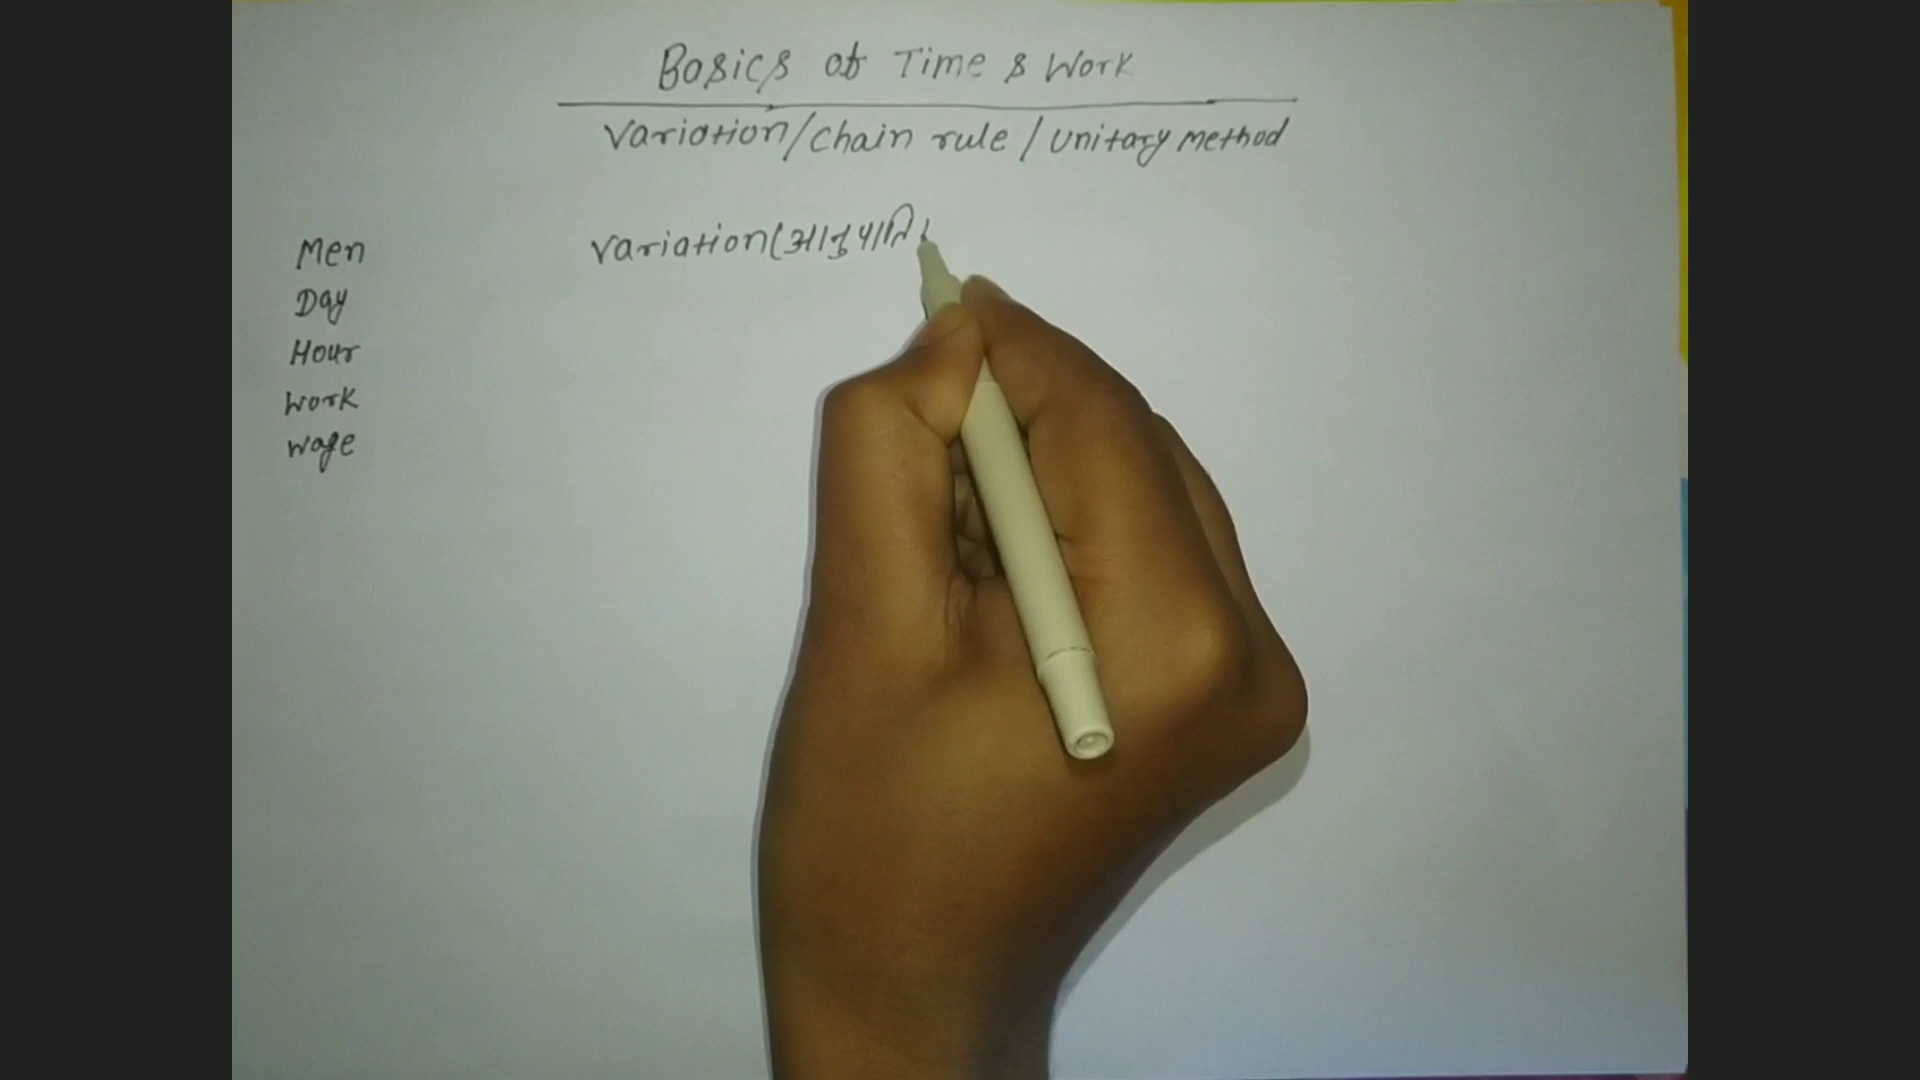 Basics of Time & Work
Variation/Chain rule/Unitary method
Men
Day
Hour
Work
Wage
Variation(आनुपाति